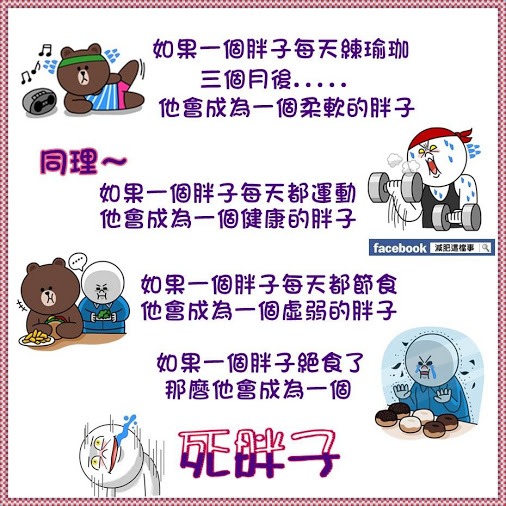 如果一個胖子每天練瑜珈
三個月後.....
他會成為一個柔軟的胖子
同理～
如果一個胖子每天都運動
他會成為一個健康的胖子
facebook 減肥這檔事
如果一個胖子每天都節食
他會成為一個虛弱的胖子
如果一個胖子絕食了
那麼他會成為一個
死胖子